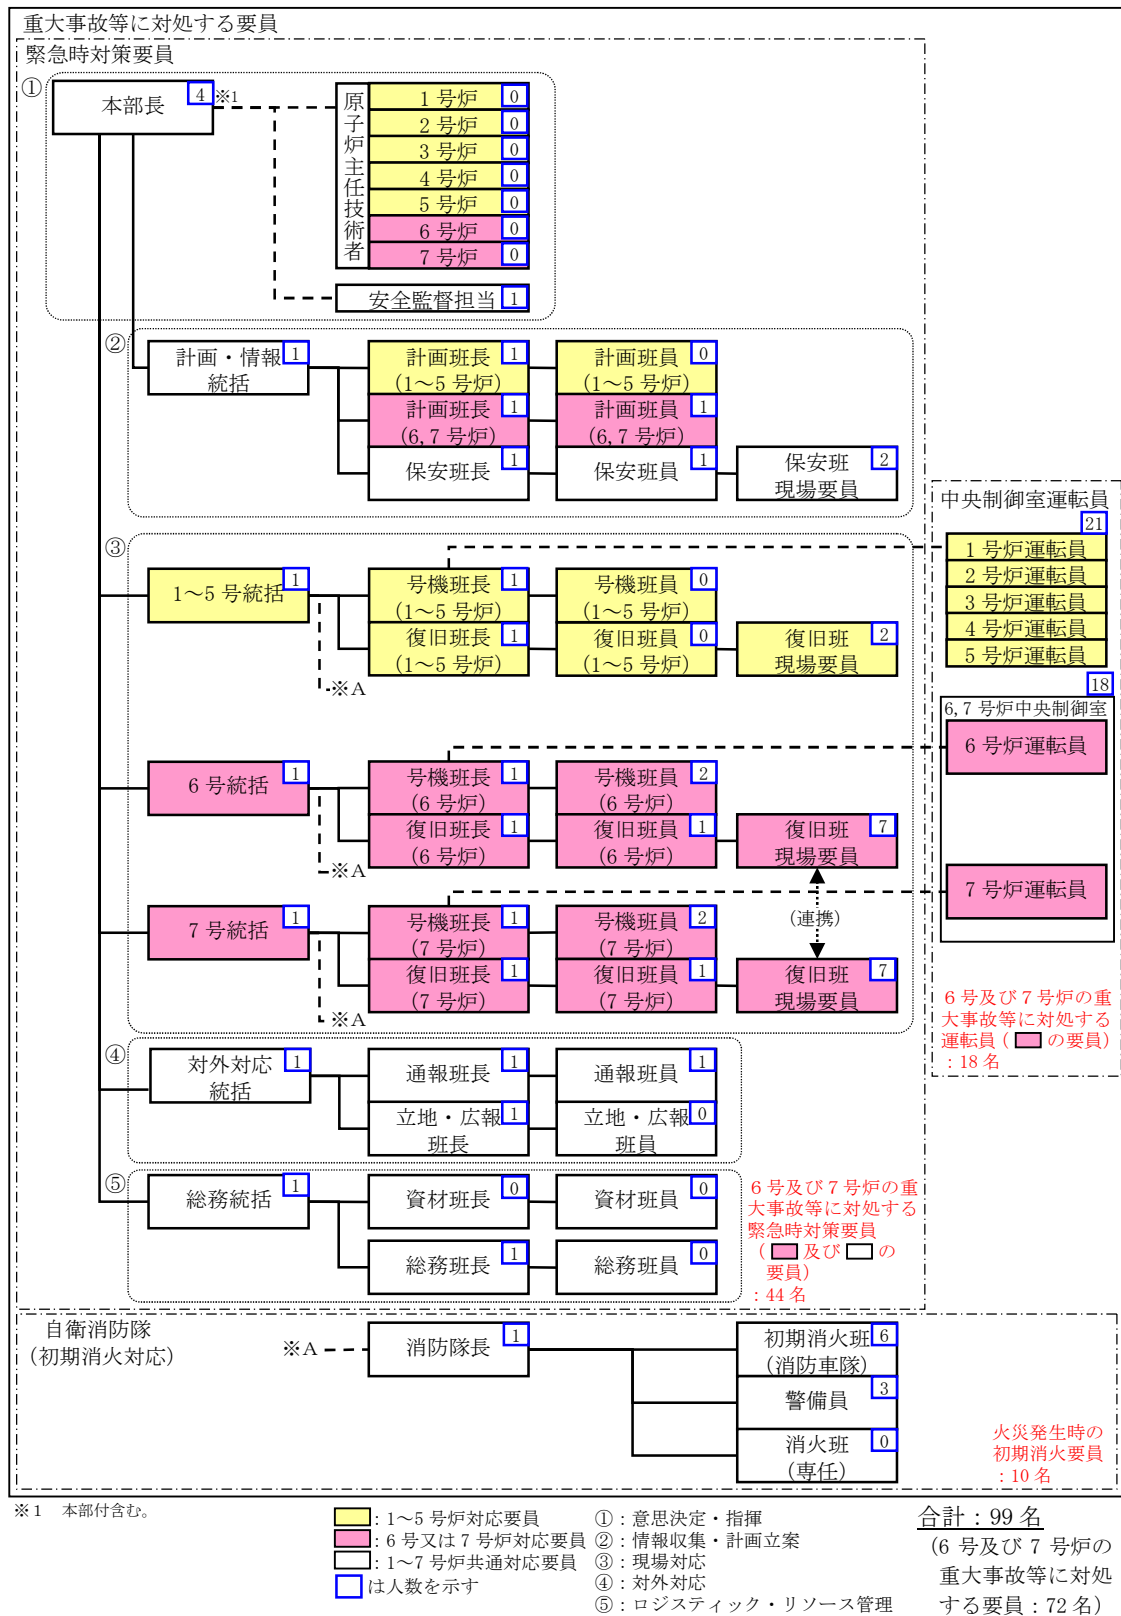 重大事故等に対処する要員
緊急時対策要員
①
本部長
4
※1
原子炉主任技術者
1 号炉
0
2 号炉
0
3 号炉
0
4 号炉
0
5 号炉
0
6 号炉
0
7 号炉
0
安全監督担当
1
②
計画・情報
統括
1
計画班長
(1～5 号炉)
1
計画班員
(1～5 号炉)
0
計画班長
(6,7 号炉)
1
計画班員
(6,7 号炉)
1
保安班長
1
保安班員
1
保安班
現場要員
2
中央制御室運転員
21
1 号炉運転員
2 号炉運転員
3 号炉運転員
4 号炉運転員
5 号炉運転員
③
1～5 号統括
1
号機班長
(1～5 号炉)
1
号機班員
(1～5 号炉)
0
復旧班長
(1～5 号炉)
1
復旧班員
(1～5 号炉)
0
復旧班
現場要員
2
※A
18
6,7 号炉中央制御室
6 号炉運転員
6 号統括
1
号機班長
(6 号炉)
1
号機班員
(6 号炉)
2
復旧班長
(6 号炉)
1
復旧班員
(6 号炉)
1
復旧班
現場要員
7
※A
(連携)
7 号炉運転員
7 号統括
1
号機班長
(7 号炉)
1
号機班員
(7 号炉)
2
復旧班長
(7 号炉)
1
復旧班員
(7 号炉)
1
復旧班
現場要員
7
※A
6 号及び 7 号炉の重
大事故等に対処する
運転員 ( の要員)
: 18 名
④
対外対応
統括
1
通報班長
1
通報班員
1
立地・広報
班長
1
立地・広報
班員
0
⑤
総務統括
1
資材班長
0
資材班員
0
総務班長
1
総務班員
0
6 号及び 7 号炉の重
大事故等に対処する
緊急時対策要員
( 及び の
要員)
: 44 名
自衛消防隊
(初期消火対応)
※A
消防隊長
1
初期消火班
(消防車隊)
6
警備員
3
消火班
(専任)
0
火災発生時の
初期消火要員
: 10 名
※1 本部付含む。
: 1～5 号炉対応要員
: 6 号又は 7 号炉対応要員
: 1～7 号炉共通対応要員
は人数を示す
① : 意思決定・指揮
② : 情報収集・計画立案
③ : 現場対応
④ : 対外対応
⑤ : ロジスティック・リソース管理
合計 : 99 名
(6 号及び 7 号炉の
重大事故等に対処
する要員 : 72 名)